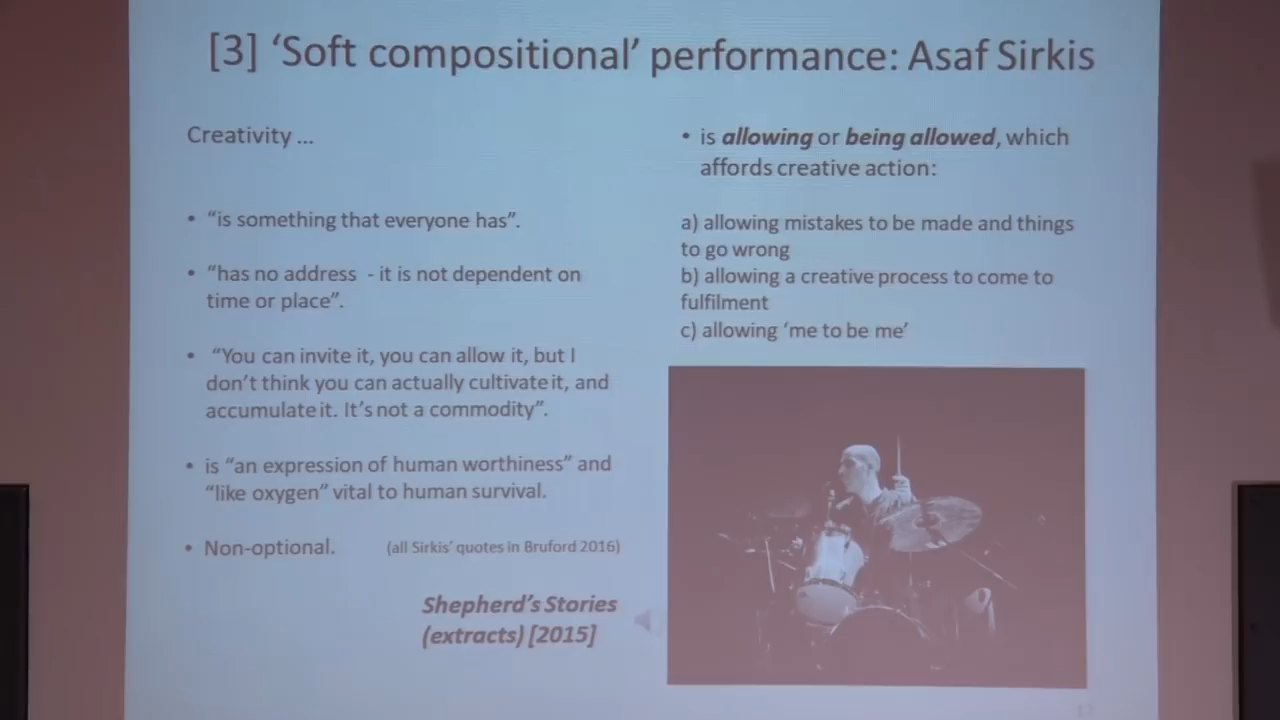 [3] ‘Soft compositional’ performance: Asaf Sirkis
Creativity ...
• “is something that everyone has”.
• “has no address - it is not dependent on
time or place”.
• “You can invite it, you can allow it, but I
don’t think you can actually cultivate it, and
accumulate it. It’s not a commodity”.
• is “an expression of human worthiness” and
“like oxygen” vital to human survival.
• Non-optional. (all Sirkis’ quotes in Bruford 2016)
Shepherd’s Stories
(extracts) [2015]
• is allowing or being allowed, which
affords creative action:
a) allowing mistakes to be made and things
to go wrong
b) allowing a creative process to come to
fulfilment
c) allowing ‘me to be me’